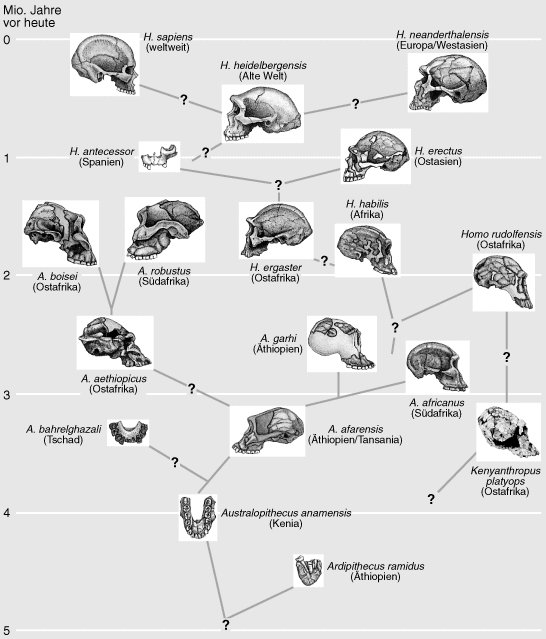 Mio. Jahre
vor heute
0
H. sapiens
(weltweit)
H. heidelbergensis
(Alte Welt)
H. neanderthalensis
(Europa/Westasien)
?
?
H. antecessor
(Spanien)
?
H. erectus
(Ostasien)
1
?
H. habilis
(Afrika)
Homo rudolfensis
(Ostafrika)
?
A. boisei
(Ostafrika)
A. robustus
(Südafrika)
H. ergaster
(Ostafrika)
2
?
A. garhi
(Äthiopien)
?
A. aethiopicus
(Ostafrika)
?
3
A. africanus
(Südafrika)
A. bahrelghazali
(Tschad)
A. afarensis
(Äthiopien/Tansania)
?
Kenyanthropus
platyops
(Ostafrika)
?
4
Australopithecus anamensis
(Kenia)
Ardipithecus ramidus
(Äthiopien)
?
5